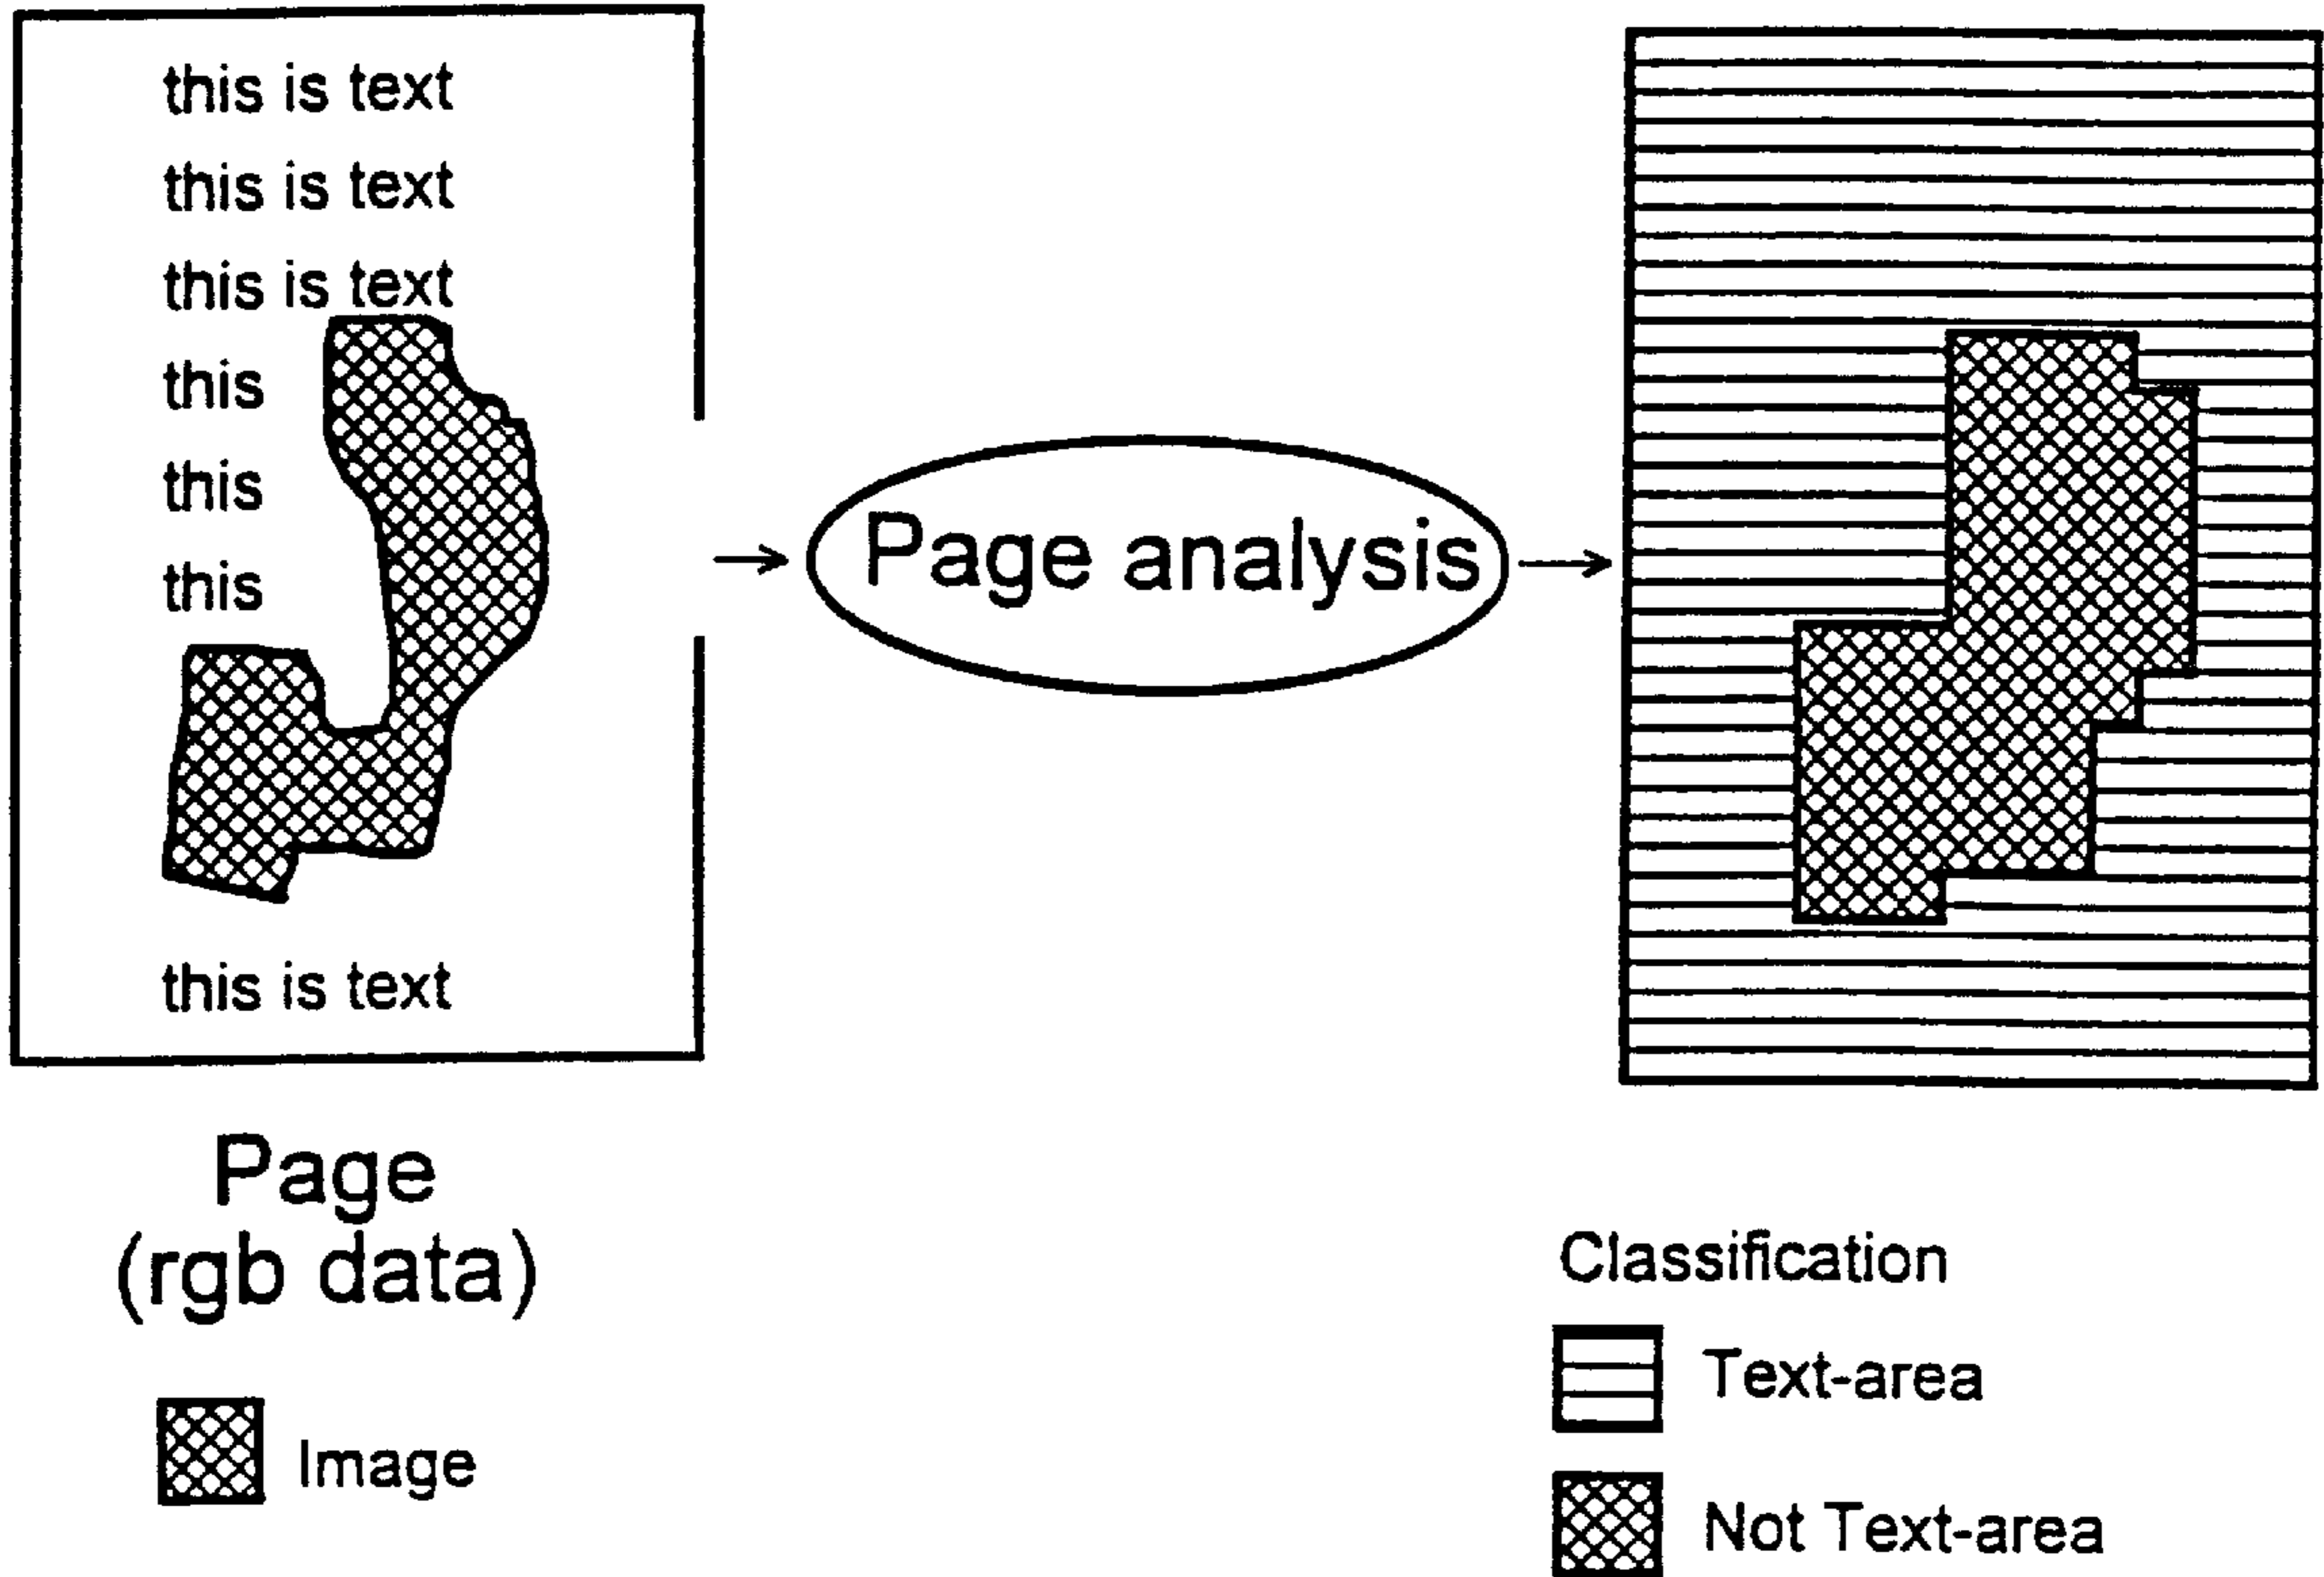 this is text
this is text
this is text
this
this
this
this is text
Page analysis
Page
(rgb data)
Image
Classification
Text-area
Not Text-area